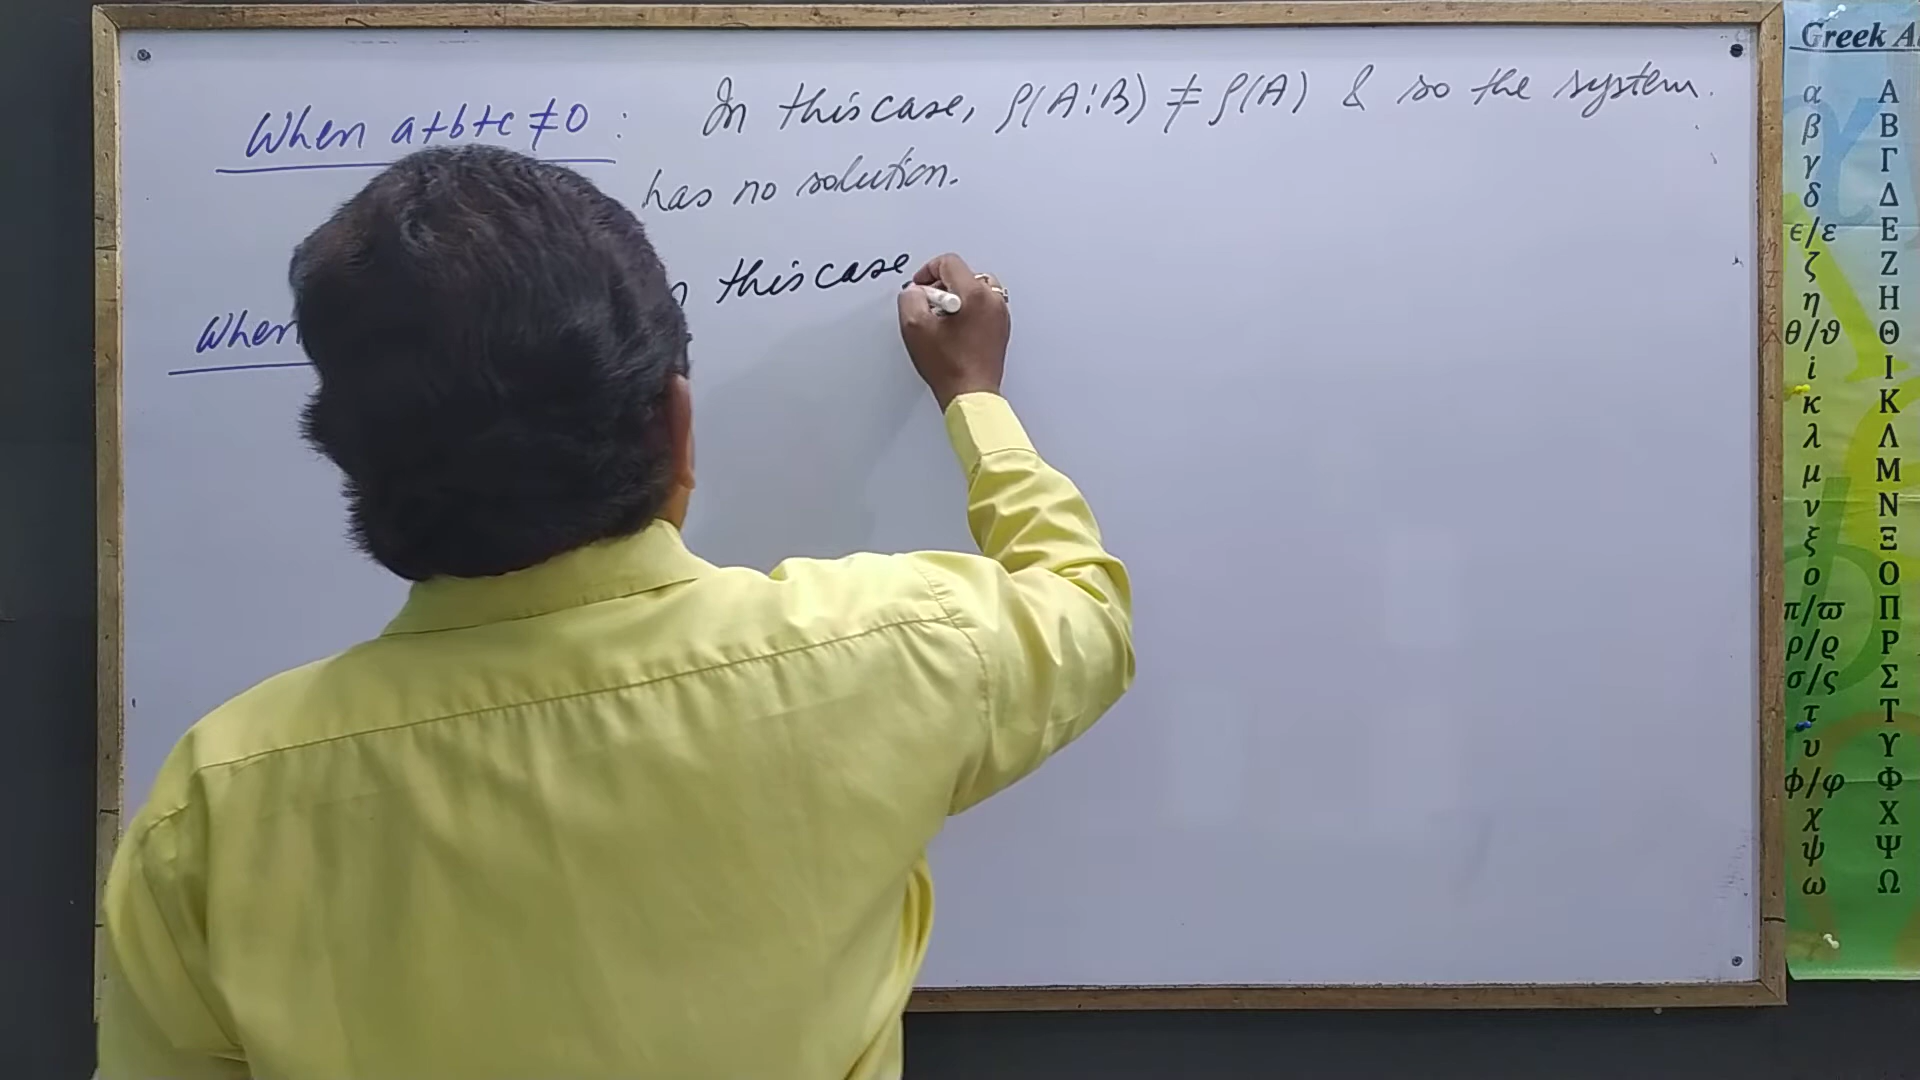 When a+b+c ≠ 0 : In this case, ρ(A:B) ≠ ρ(A) & so the system
has no solution.
When this case,
Greek
α Α
β Β
γ Γ
δ Δ
ϵ/ε Ε
ζ Ζ
η Η
θ/ϑ Θ
i Ι
κ Κ
λ Λ
μ Μ
ν Ν
ξ Ξ
ο Ο
π/ϖ Π
ρ/ϱ Ρ
σ/ς Σ
τ Τ
υ Υ
ϕ/φ Φ
χ Χ
ψ Ψ
ω Ω